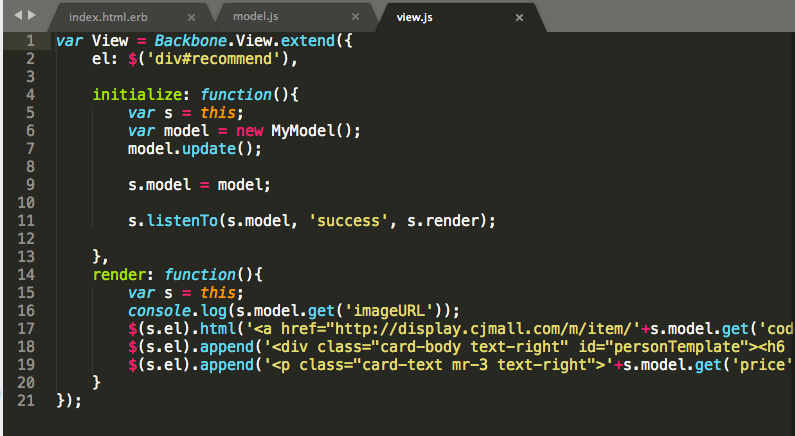 index.html.erb × model.js × view.js ×
1 var View = Backbone.View.extend({
2     el: $('div#recommend'),
3
4     initialize: function(){
5         var s = this;
6         var model = new MyModel();
7         model.update();
8
9         s.model = model;
10
11         s.listenTo(s.model, 'success', s.render);
12
13     },
14     render: function(){
15         var s = this;
16         console.log(s.model.get('imageURL'));
17         $(s.el).html('<a href="http://display.cjmall.com/m/item/'+s.model.get('cod
18         $(s.el).append('<div class="card-body text-right" id="personTemplate"><h6
19         $(s.el).append('<p class="card-text mr-3 text-right">'+s.model.get('price'
20     }
21 });